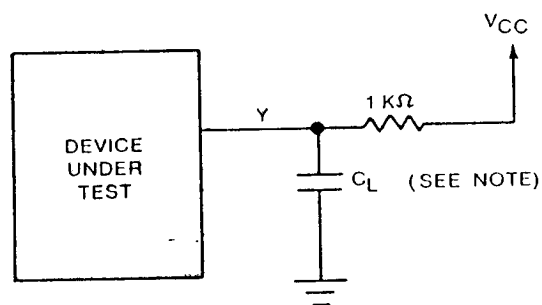 VCC
1 KΩ
Y
DEVICE
UNDER
TEST
CL (SEE NOTE)